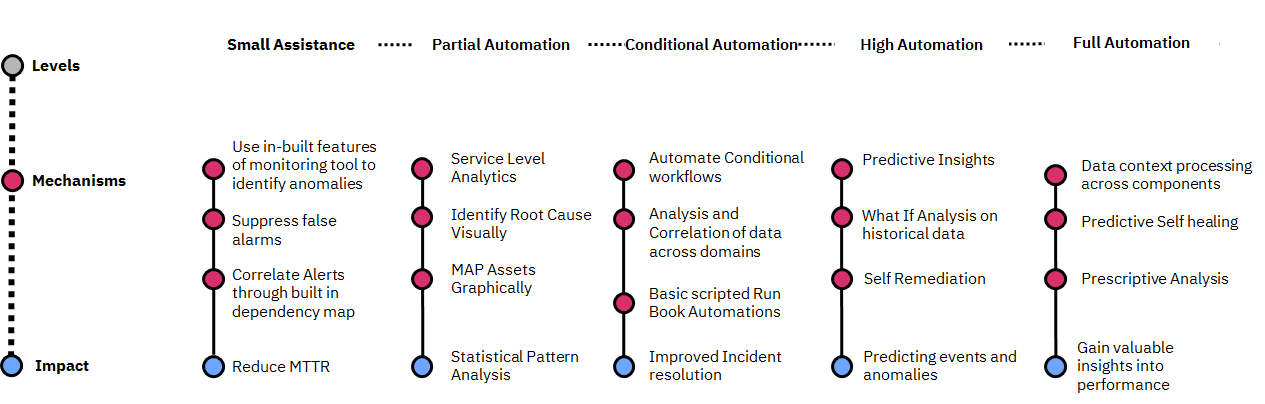 Small Assistance
Partial Automation
Conditional Automation
High Automation
Full Automation
Levels
Mechanisms
Impact
Use in-built features
of monitoring tool to
identify anomalies
Suppress false
alarms
Correlate Alerts
through built in
dependency map
Reduce MTTR
Service Level
Analytics
Identify Root Cause
Visually
MAP Assets
Graphically
Statistical Pattern
Analysis
Automate Conditional
workflows
Analysis and
Correlation of data
across domains
Basic scripted Run
Book Automations
Improved Incident
resolution
Predictive Insights
What If Analysis on
historical data
Self Remediation
Predicting events and
anomalies
Data context processing
across components
Predictive Self healing
Prescriptive Analysis
Gain valuable
insights into
performance